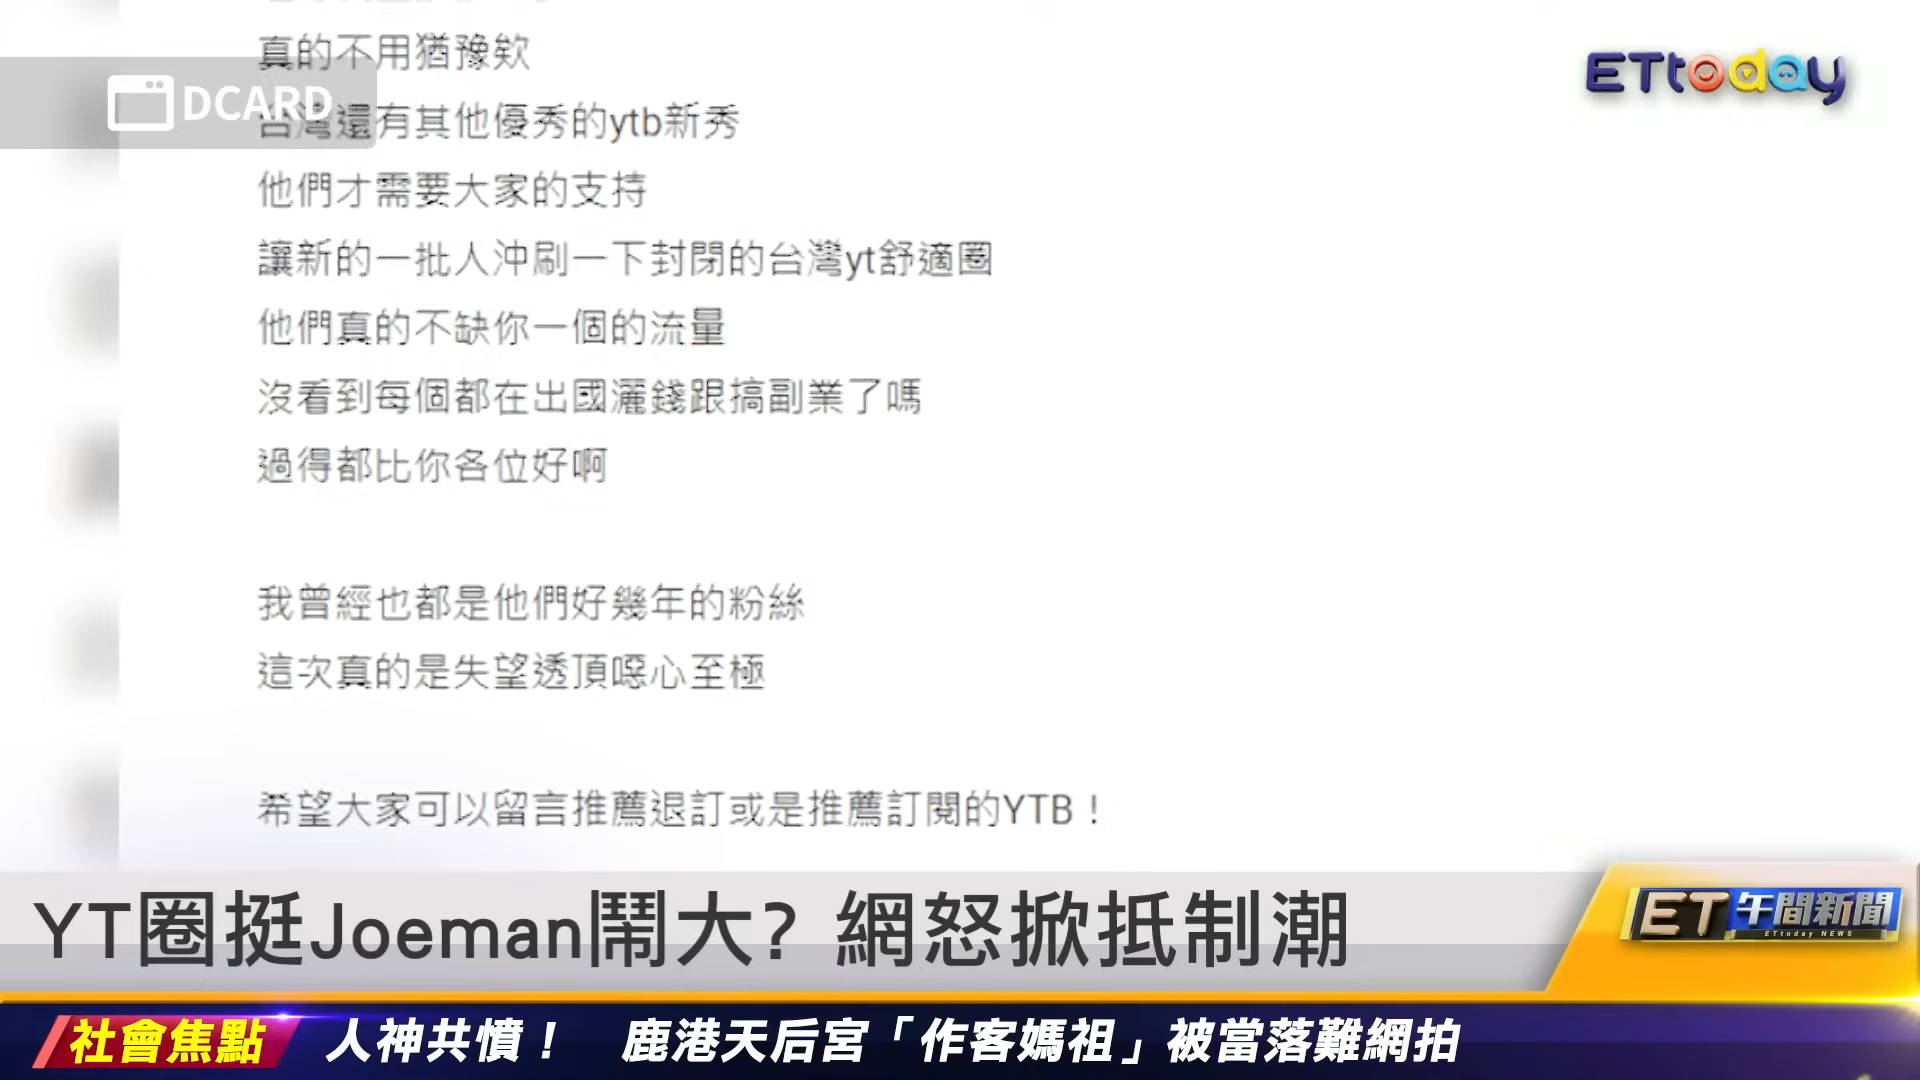 真的不用猶豫欸
ETtoday
DCARD
台灣還有其他優秀的ytb新秀
他們才需要大家的支持
讓新的一批人沖刷一下封閉的台灣yt舒適圈
他們真的不缺你一個的流量
沒看到每個都在出國灑錢跟搞副業了嗎
過得都比你各位好啊
我曾經也都是他們好幾年的粉絲
這次真的是失望透頂噁心至極
希望大家可以留言推薦退訂或是推薦訂閱的YTB！
YT圈挺Joeman鬧大? 網怒掀抵制潮
ET午間新聞
ETtoday NEWS
社會焦點 人神共憤！ 鹿港天后宮「作客媽祖」被當落難網拍